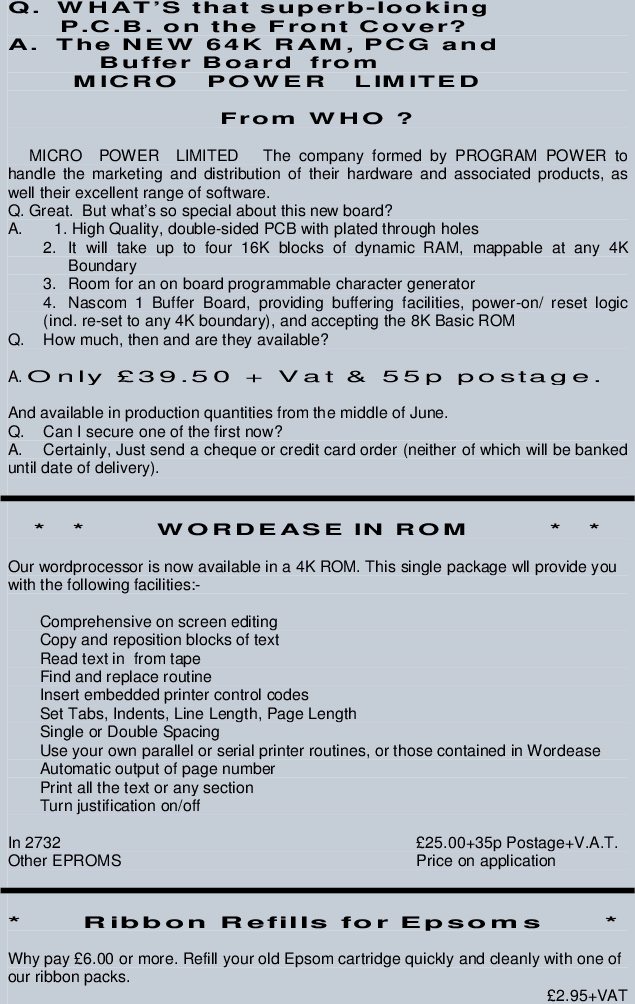 Q. WHAT'S that superb-looking
P.C.B. on the Front Cover?
A. The NEW 64K RAM, PCG and
Buffer Board from
MICRO POWER LIMITED
From WHO ?
MICRO POWER LIMITED The company formed by PROGRAM POWER to
handle the marketing and distribution of their hardware and associated products, as
well their excellent range of software.
Q. Great. But what's so special about this new board?
A. 1. High Quality, double-sided PCB with plated through holes
2. It will take up to four 16K blocks of dynamic RAM, mappable at any 4K
Boundary
3. Room for an on board programmable character generator
4. Nascom 1 Buffer Board, providing buffering facilities, power-on/ reset logic
(incl. re-set to any 4K boundary), and accepting the 8K Basic ROM
Q. How much, then and are they available?
A. Only £39.50 + Vat & 55p postage.
And available in production quantities from the middle of June.
Q. Can I secure one of the first now?
A. Certainly, Just send a cheque or credit card order (neither of which will be banked
until date of delivery).
* * WORDEASE IN ROM * *
Our wordprocessor is now available in a 4K ROM. This single package wll provide you
with the following facilities:-
Comprehensive on screen editing
Copy and reposition blocks of text
Read text in from tape
Find and replace routine
Insert embedded printer control codes
Set Tabs, Indents, Line Length, Page Length
Single or Double Spacing
Use your own parallel or serial printer routines, or those contained in Wordease
Automatic output of page number
Print all the text or any section
Turn justification on/off
In 2732 £25.00+35p Postage+V.A.T.
Other EPROMS Price on application
* Ribbon Refills for Epsoms *
Why pay £6.00 or more. Refill your old Epsom cartridge quickly and cleanly with one of
our ribbon packs.
£2.95+VAT